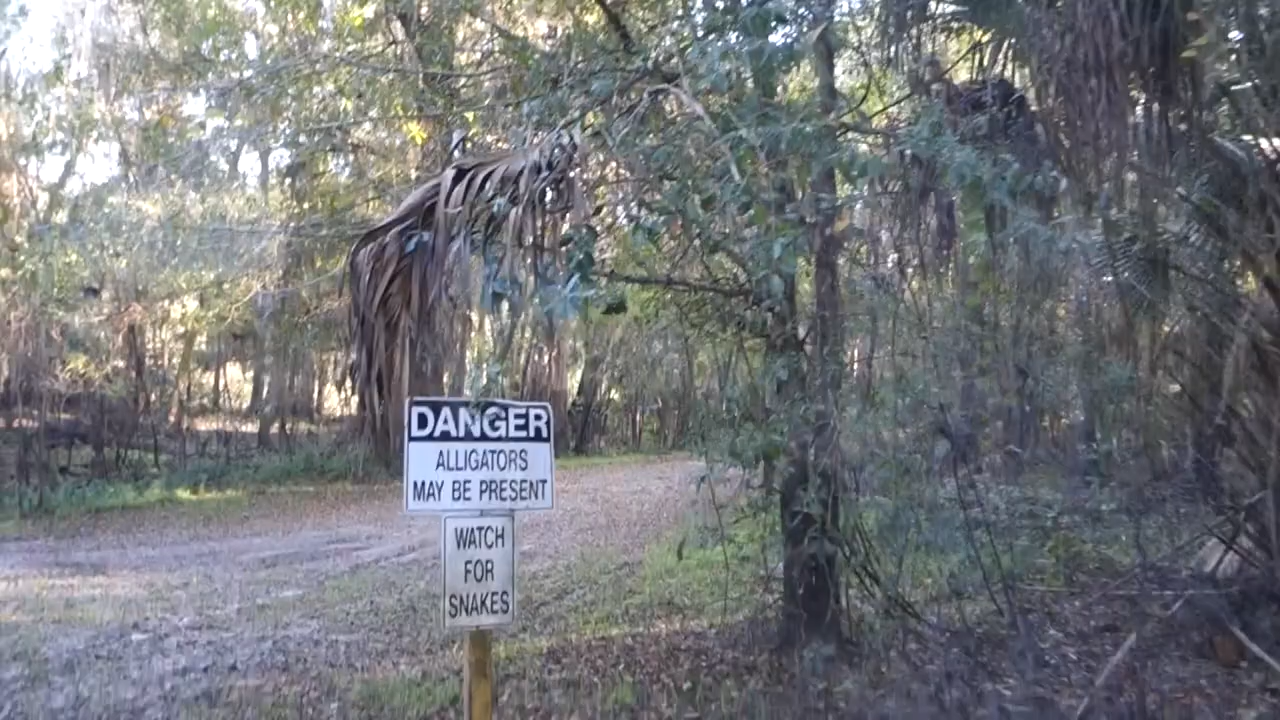 DANGER
ALLIGATORS
MAY BE PRESENT
WATCH
FOR
SNAKES